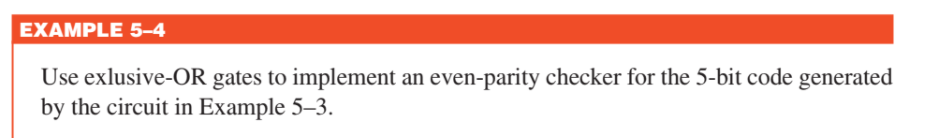 EXAMPLE 5–4
Use exlusive-OR gates to implement an even-parity checker for the 5-bit code generated
by the circuit in Example 5–3.